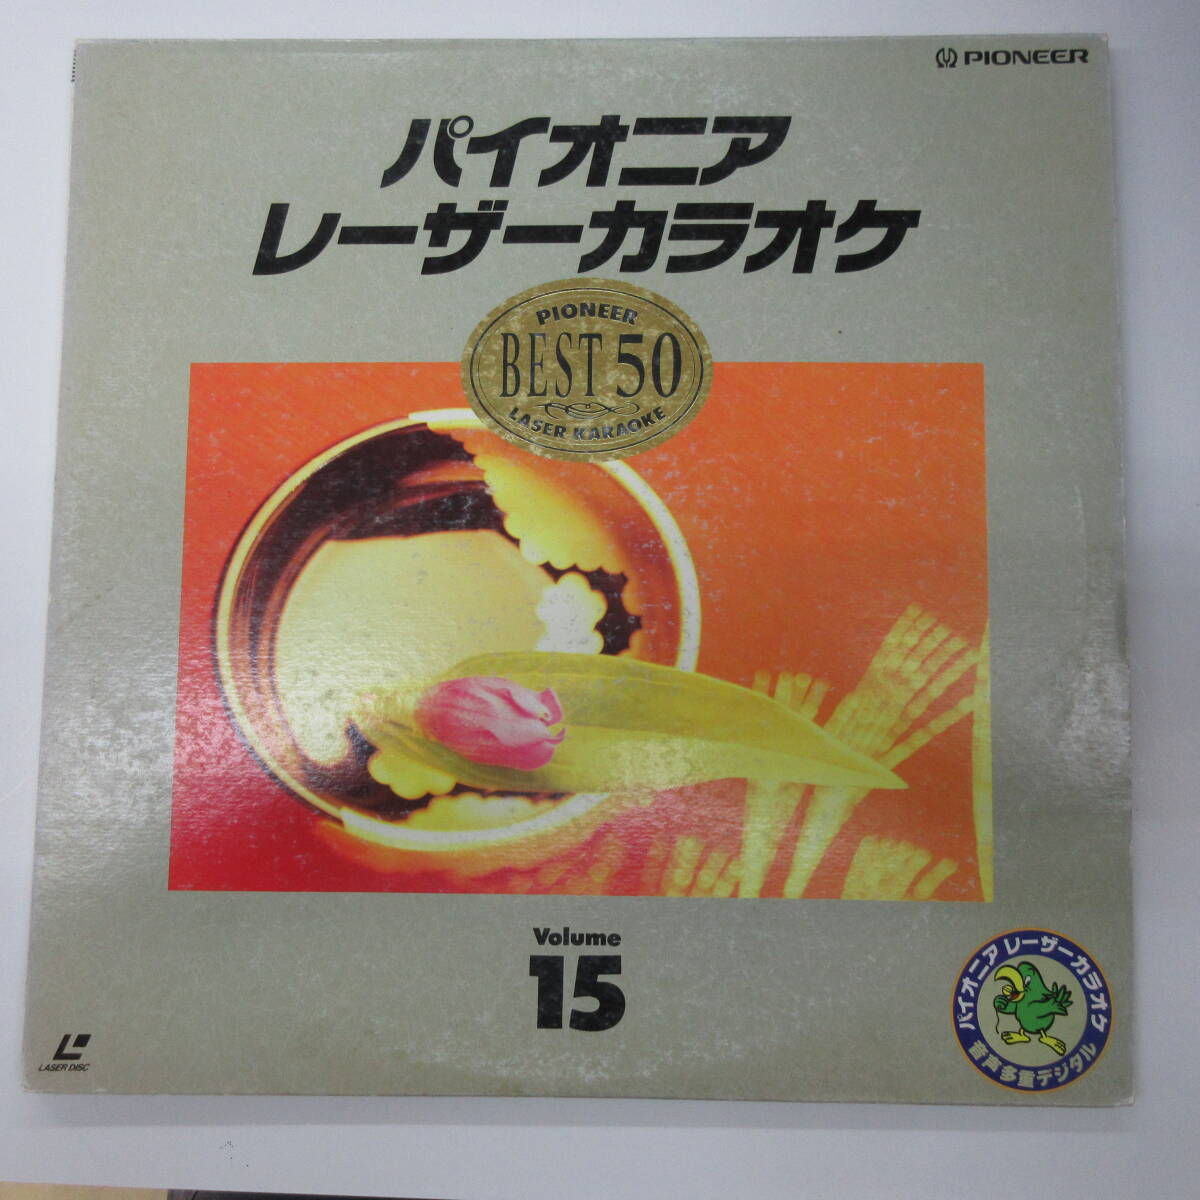 PIONEER
パイオニア
レーザーカラオケ
PIONEER
BEST 50
LASER KARAOKE
Volume
15
LASER DISC
パイオニア レーザーカラオケ
音声多重デジタル